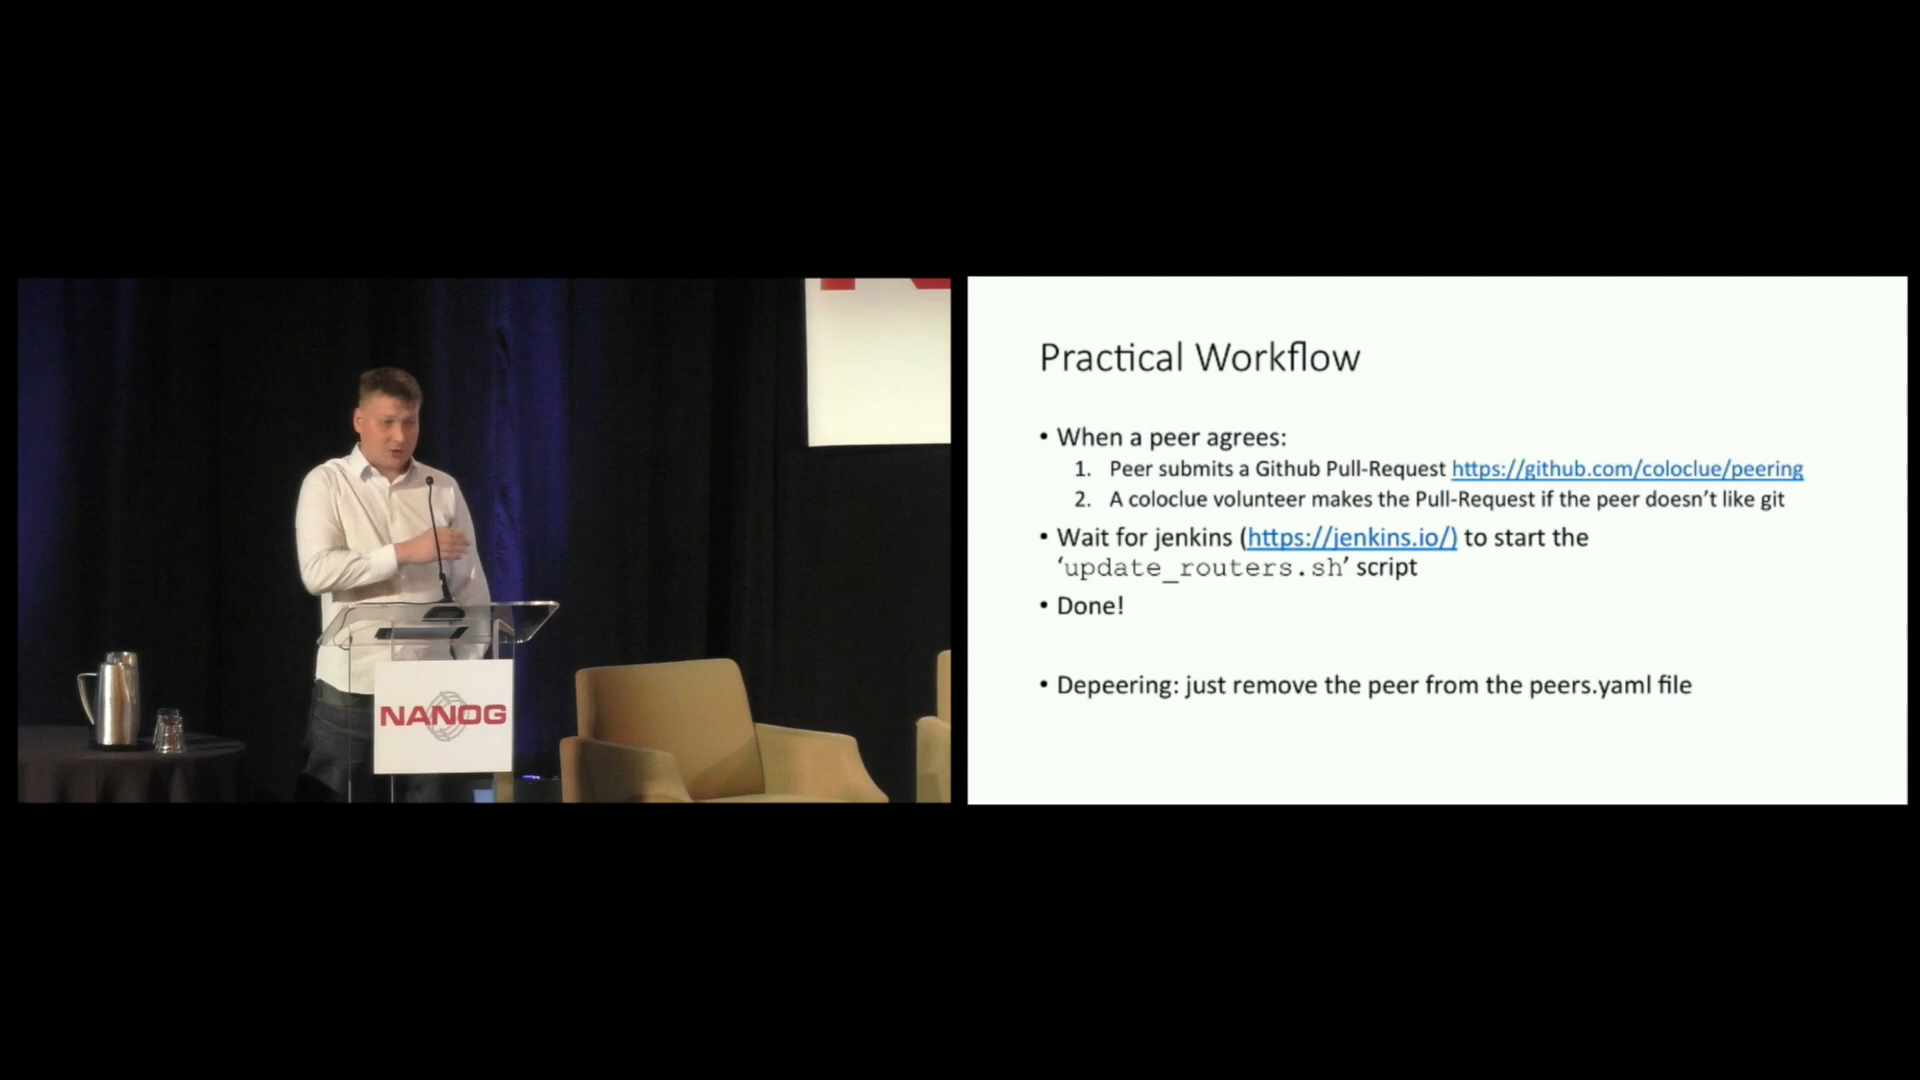 NANOG
Practical Workflow
• When a peer agrees:
1. Peer submits a Github Pull-Request https://github.com/coloclue/peering
2. A coloclue volunteer makes the Pull-Request if the peer doesn’t like git
• Wait for jenkins (https://jenkins.io/) to start the
‘update_routers.sh’ script
• Done!
• Depeering: just remove the peer from the peers.yaml file